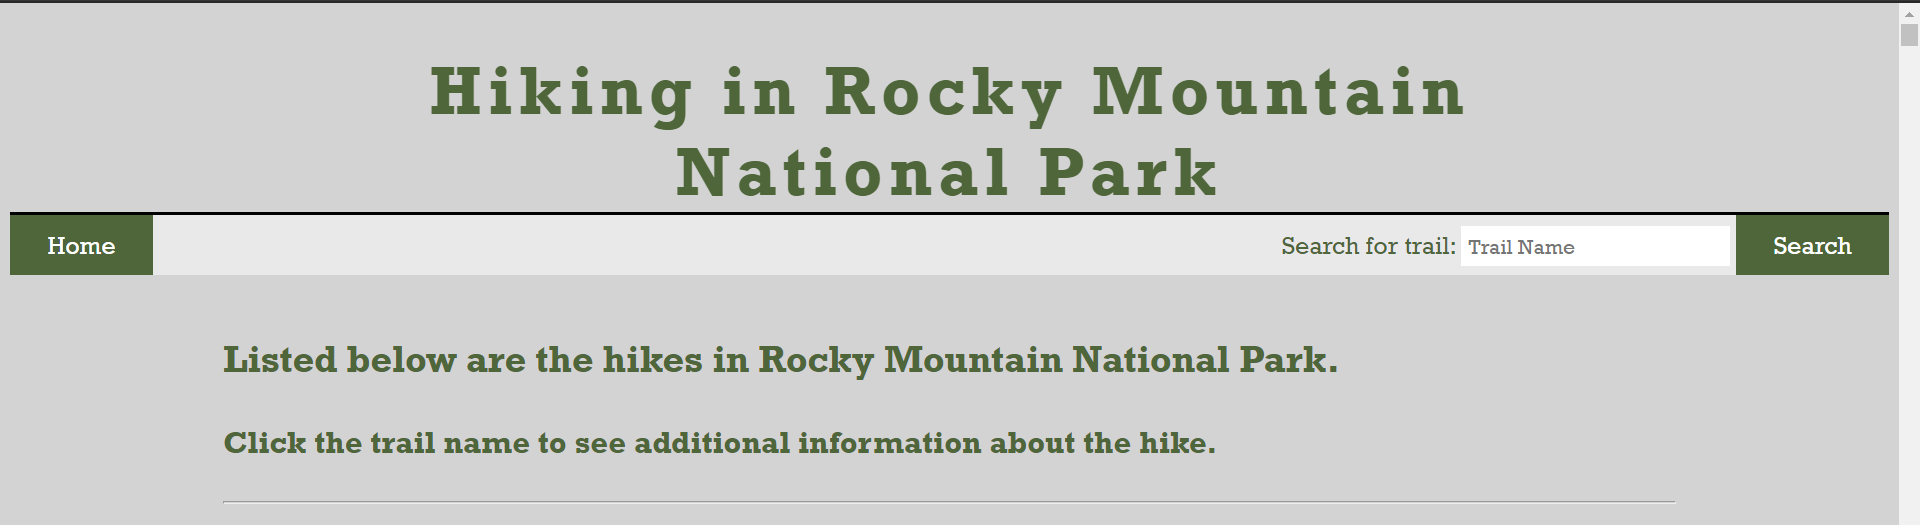 Hiking in Rocky Mountain
National Park
Home Search for trail: Trail Name Search
Listed below are the hikes in Rocky Mountain National Park.
Click the trail name to see additional information about the hike.